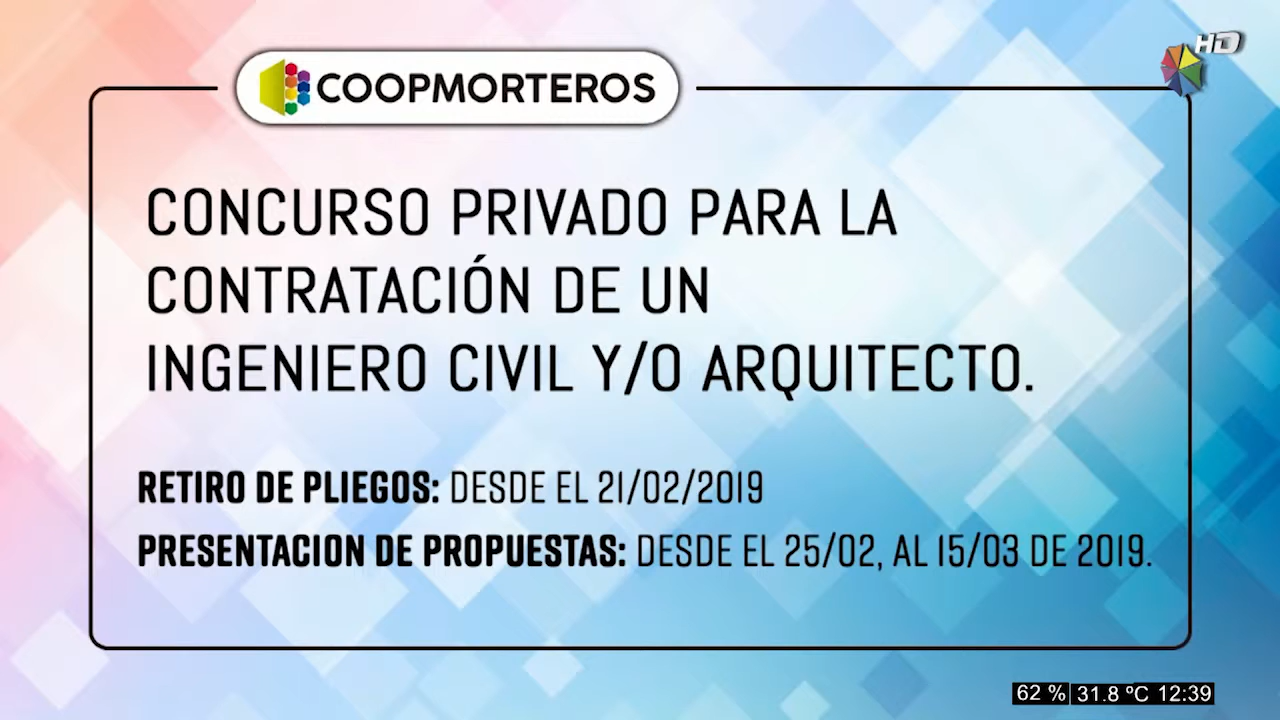 HD
COOPMORTEROS
CONCURSO PRIVADO PARA LA
CONTRATACIÓN DE UN
INGENIERO CIVIL Y/O ARQUITECTO.
RETIRO DE PLIEGOS: DESDE EL 21/02/2019
PRESENTACION DE PROPUESTAS: DESDE EL 25/02, AL 15/03 DE 2019.
62 % 31.8 ºC 12:39